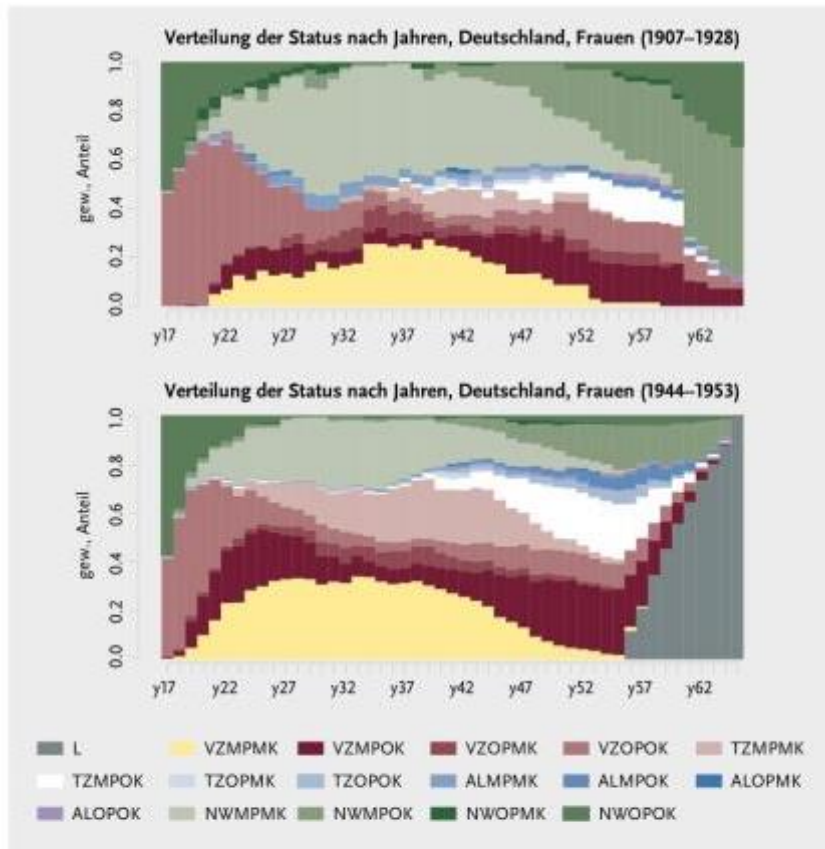 Verteilung der Status nach Jahren, Deutschland, Frauen (1907–1928)
gew., Anteil
1.0
0.8
0.6
0.4
0.2
0.0
y17 y22 y27 y32 y37 y42 y47 y52 y57 y62
Verteilung der Status nach Jahren, Deutschland, Frauen (1944–1953)
gew., Anteil
1.0
0.8
0.6
0.4
0.2
0.0
y17 y22 y27 y32 y37 y42 y47 y52 y57 y62
L VZMPMK VZMPOK VZOPMK VZOPOK TZMPMK
TZMPOK TZOPMK TZOPOK ALMPMK ALMPOK ALOPMK
ALOPOK NWMPMK NWMPOK NWOPMK NWOPOK